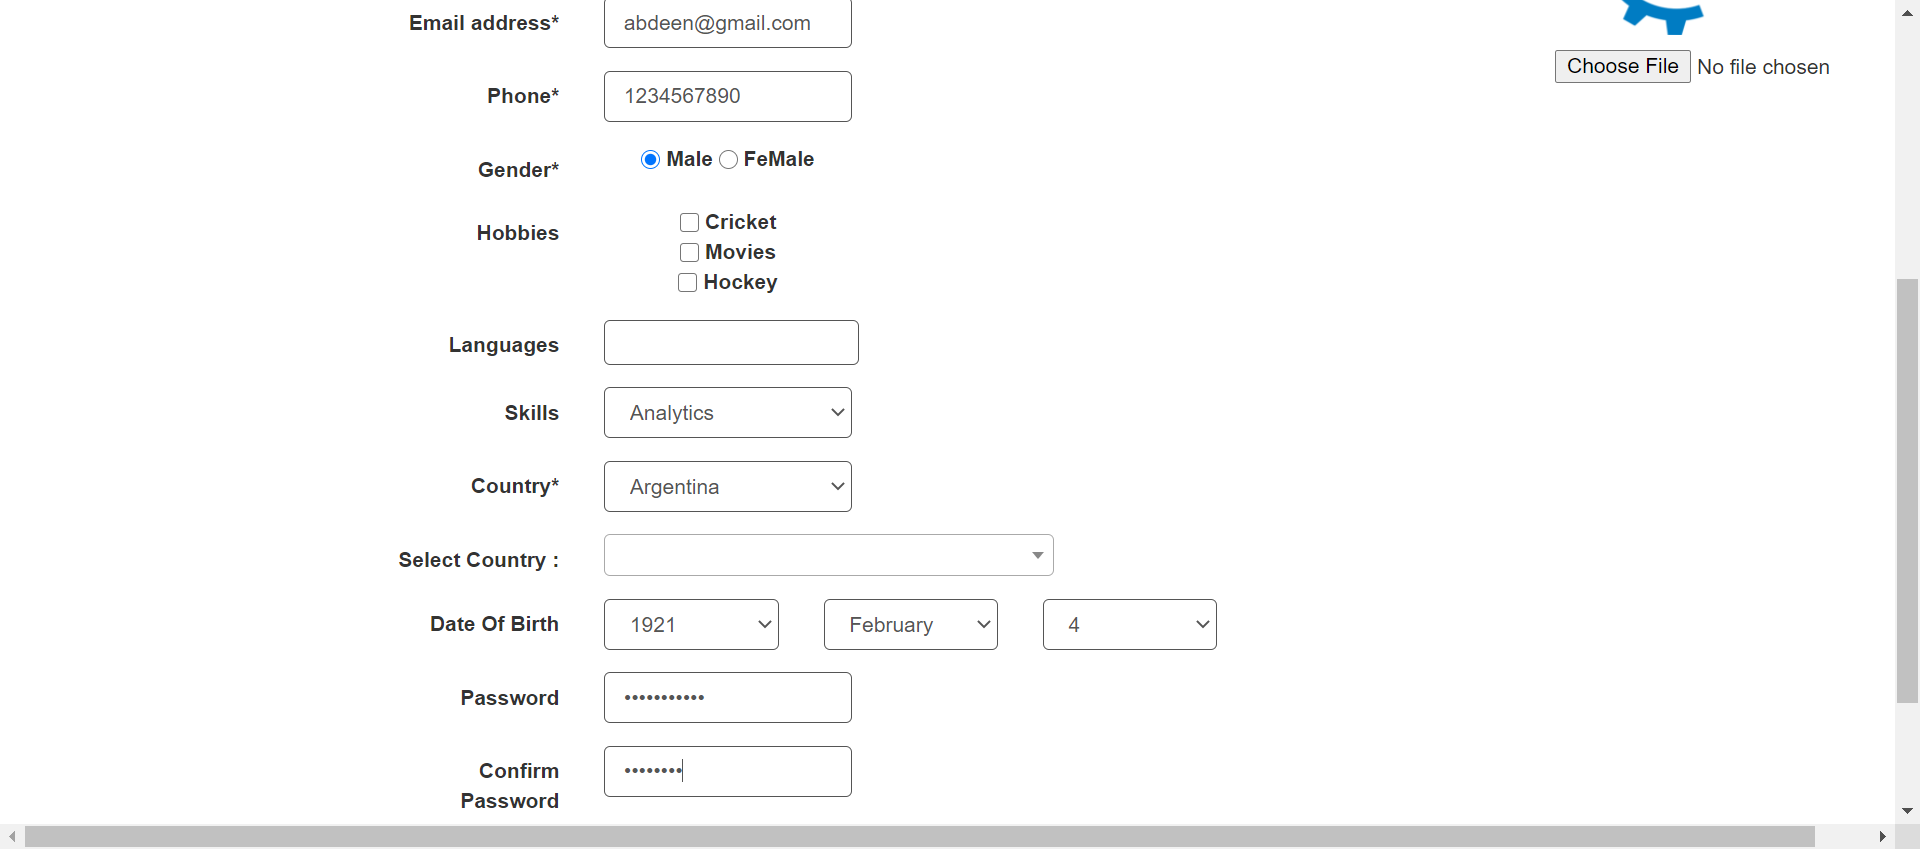 Email address* abdeen@gmail.com
Choose File No file chosen
Phone* 1234567890
Gender* Male FeMale
Hobbies Cricket
Movies
Hockey
Languages
Skills Analytics
Country* Argentina
Select Country :
Date Of Birth 1921 February 4
Password •••••••••••
Confirm Password ••••••••